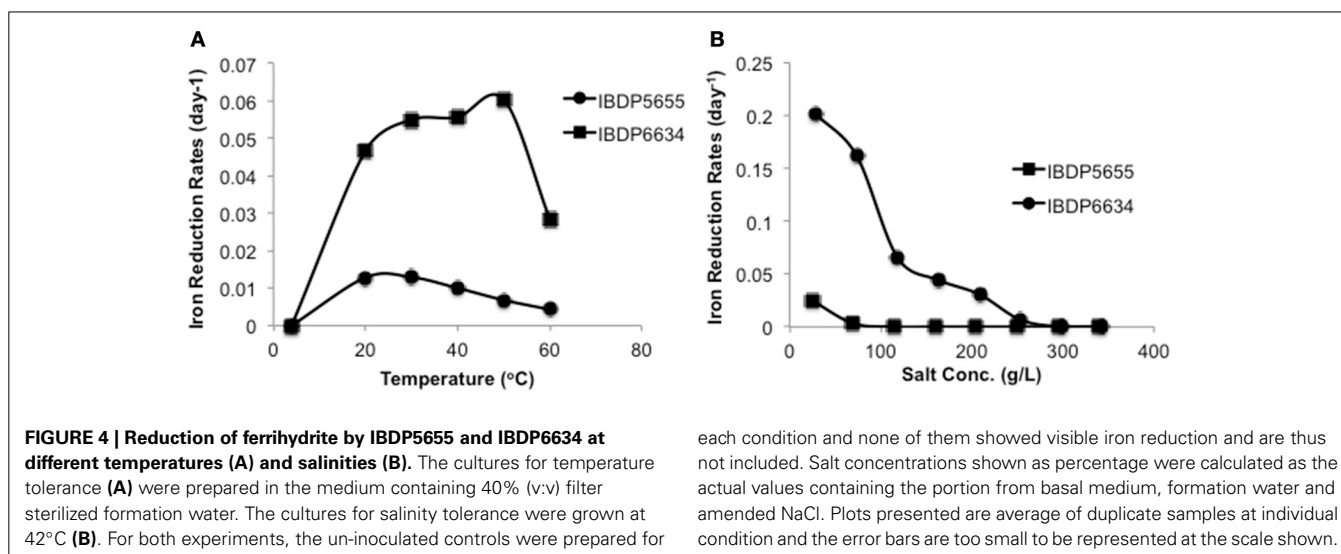 A
Iron Reduction Rates (day-1)
0.07
0.06
0.05
0.04
0.03
0.02
0.01
0
0 20 40 60 80
Temperature (°C)
IBDP5655
IBDP6634
B
Iron Reduction Rates (day⁻¹)
0.25
0.2
0.15
0.1
0.05
0
0 100 200 300 400
Salt Conc. (g/L)
IBDP5655
IBDP6634
FIGURE 4 | Reduction of ferrihydrite by IBDP5655 and IBDP6634 at
different temperatures (A) and salinities (B). The cultures for temperature
tolerance (A) were prepared in the medium containing 40% (v:v) filter
sterilized formation water. The cultures for salinity tolerance were grown at
42°C (B). For both experiments, the un-inoculated controls were prepared for
each condition and none of them showed visible iron reduction and are thus
not included. Salt concentrations shown as percentage were calculated as the
actual values containing the portion from basal medium, formation water and
amended NaCl. Plots presented are average of duplicate samples at individual
condition and the error bars are too small to be represented at the scale shown.